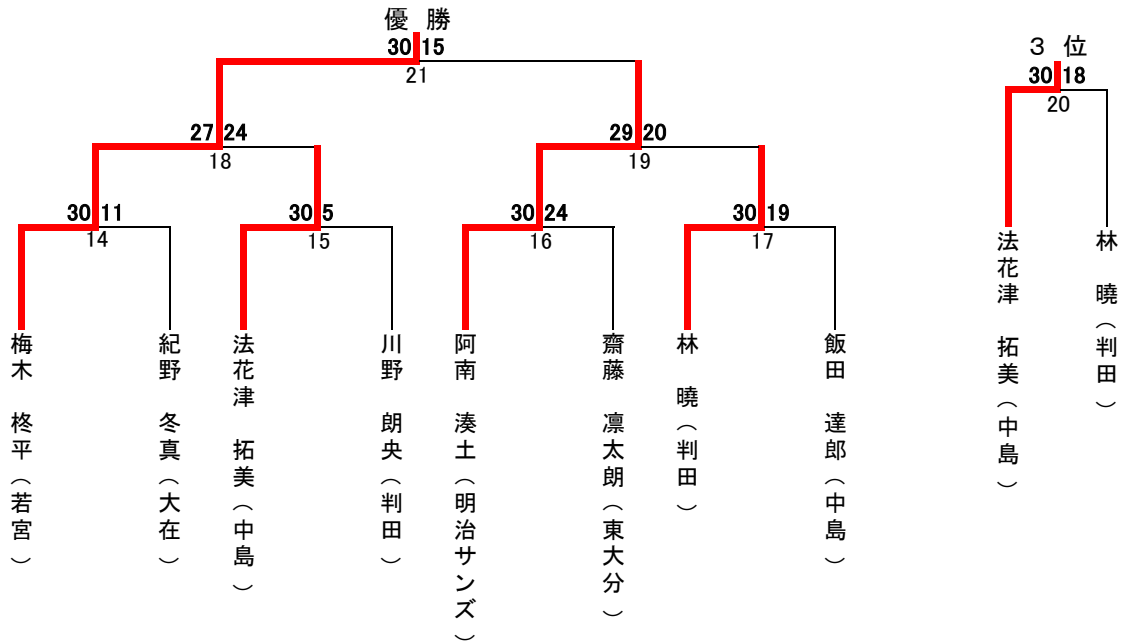 優 勝
30 15
21
3 位
30 18
20
27 24
18
29 20
19
30 11
14
30 5
15
30 24
16
30 19
17
梅木 柊平(若宮)
紀野 冬真(大在)
法花津 拓美(中島)
川野 朗央(判田)
阿南 湊土(明治サンズ)
齋藤 凛太朗(東大分)
林 曉(判田)
飯田 達郎(中島)
法花津 拓美(中島)
林 曉(判田)